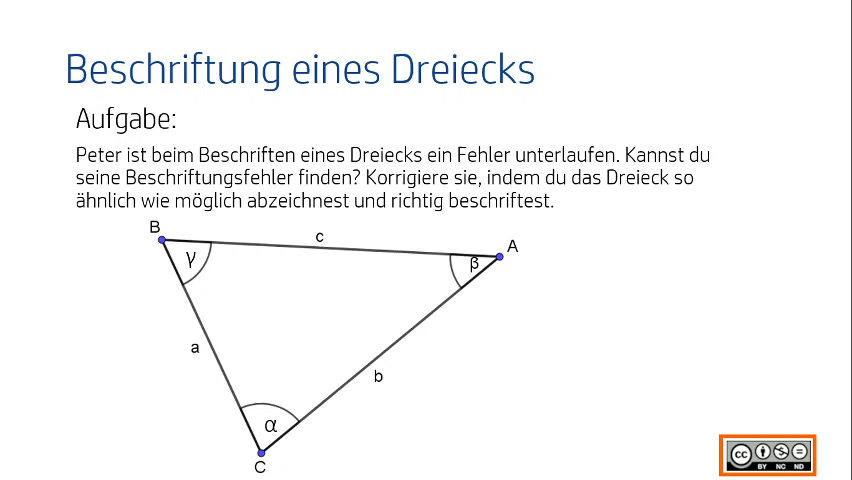 Beschriftung eines Dreiecks
Aufgabe:
Peter ist beim Beschriften eines Dreiecks ein Fehler unterlaufen. Kannst du
seine Beschriftungsfehler finden? Korrigiere sie, indem du das Dreieck so
ähnlich wie möglich abzeichnest und richtig beschriftest.
B
c
A
γ
β
a
b
α
C
cc
BY NC ND